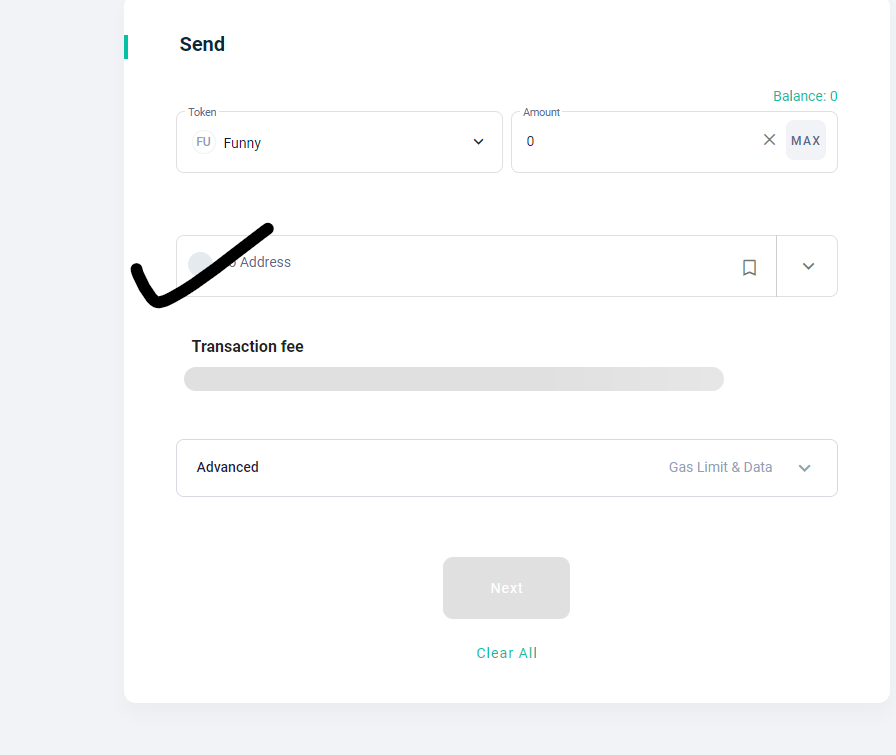 Send
Balance: 0
Token
FU Funny
Amount
0
MAX
Address
Transaction fee
Advanced
Gas Limit & Data
Next
Clear All